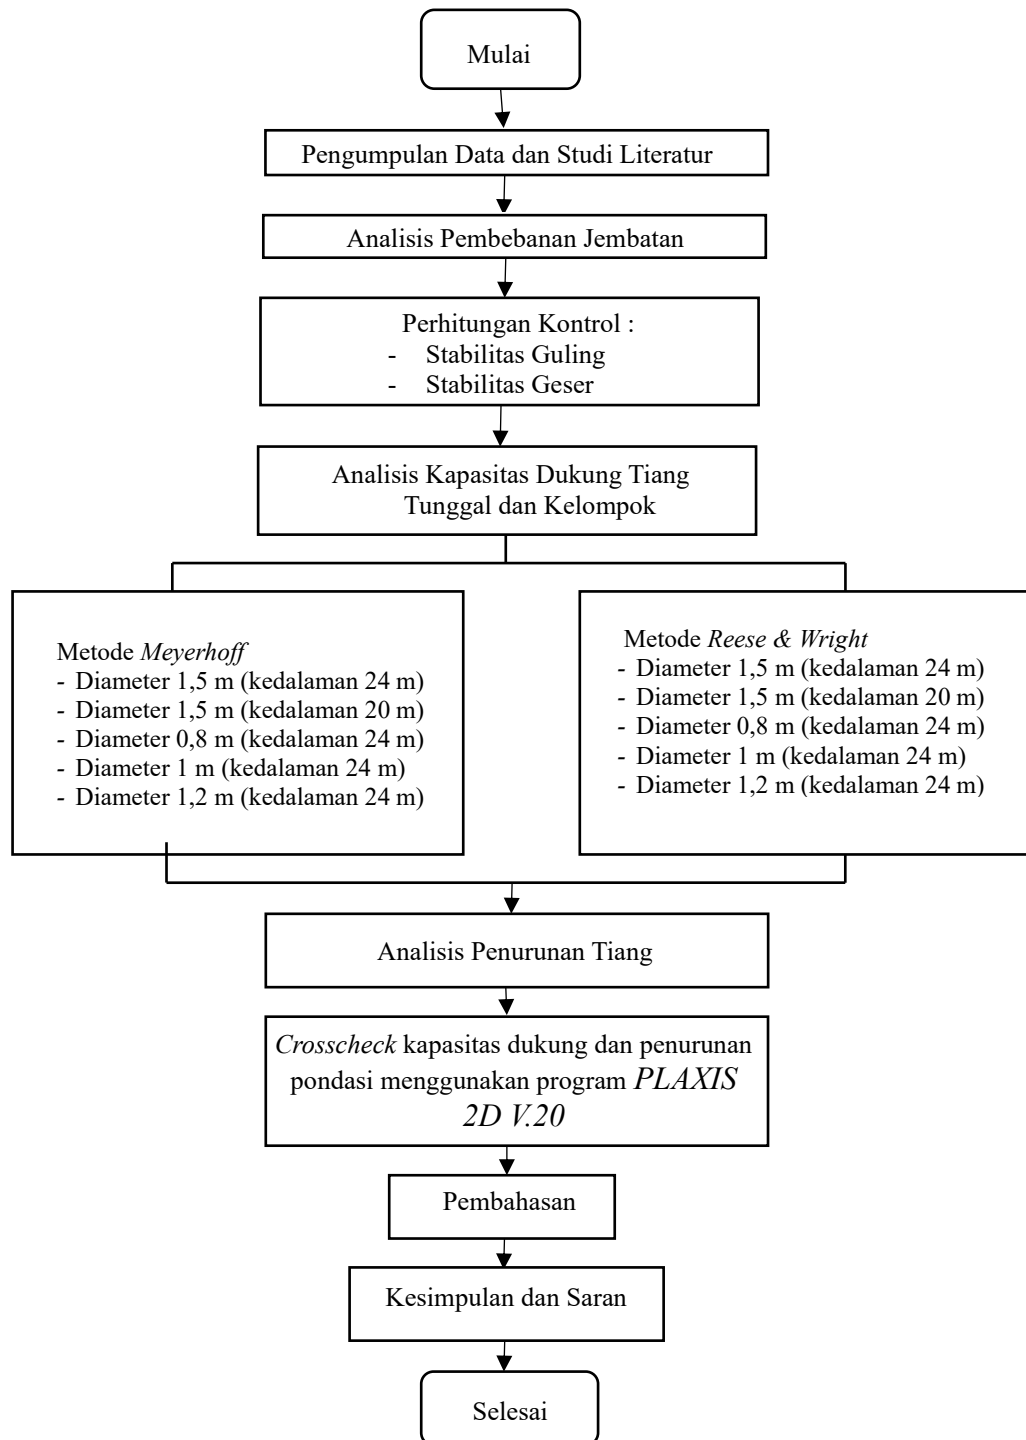 Mulai
Pengumpulan Data dan Studi Literatur
Analisis Pembebanan Jembatan
Perhitungan Kontrol :
- Stabilitas Guling
- Stabilitas Geser
Analisis Kapasitas Dukung Tiang
Tunggal dan Kelompok
Metode Meyerhoff
- Diameter 1,5 m (kedalaman 24 m)
- Diameter 1,5 m (kedalaman 20 m)
- Diameter 0,8 m (kedalaman 24 m)
- Diameter 1 m (kedalaman 24 m)
- Diameter 1,2 m (kedalaman 24 m)
Metode Reese & Wright
- Diameter 1,5 m (kedalaman 24 m)
- Diameter 1,5 m (kedalaman 20 m)
- Diameter 0,8 m (kedalaman 24 m)
- Diameter 1 m (kedalaman 24 m)
- Diameter 1,2 m (kedalaman 24 m)
Analisis Penurunan Tiang
Crosscheck kapasitas dukung dan penurunan
pondasi menggunakan program PLAXIS
2D V.20
Pembahasan
Kesimpulan dan Saran
Selesai